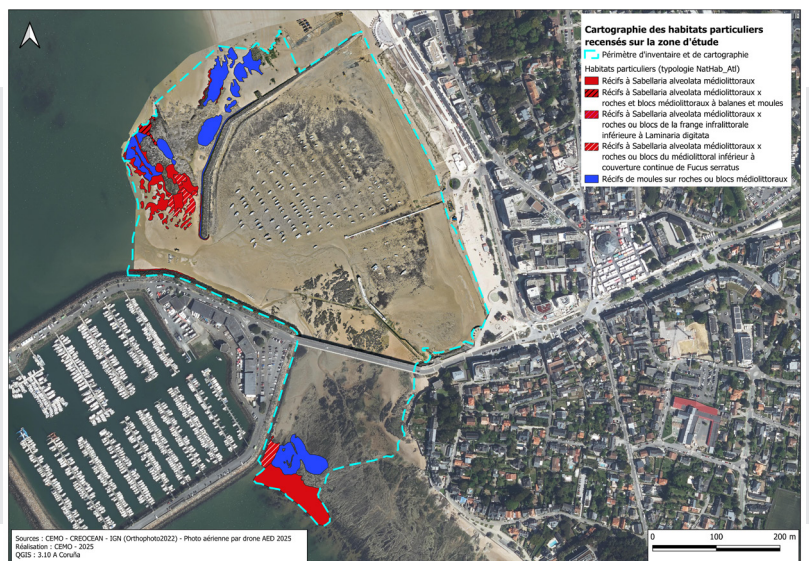 Cartographie des habitats particuliers
recensés sur la zone d'étude
Périmètre d'inventaire et de cartographie
Habitats particuliers (typologie NatHab_Atl)
Récifs à Sabellaria alveolata médiolittoraux
Récifs à Sabellaria alveolata médiolittoraux x
roches et blocs médiolittoraux à balanes et moules
Récifs à Sabellaria alveolata médiolittoraux x
roches ou blocs de la frange infralittorale
inférieure à Laminaria digitata
Récifs à Sabellaria alveolata médiolittoraux x
roches ou blocs du médiolittoral inférieur à
couverture continue de Fucus serratus
Récifs de moules sur roches ou blocs médiolittoraux
Sources : CEMO - CREOCEAN - IGN (Orthophoto2022) - Photo aérienne par drone AED 2025
Réalisation : CEMO - 2025
QGIS : 3.10 A Coruña
0 100 200 m